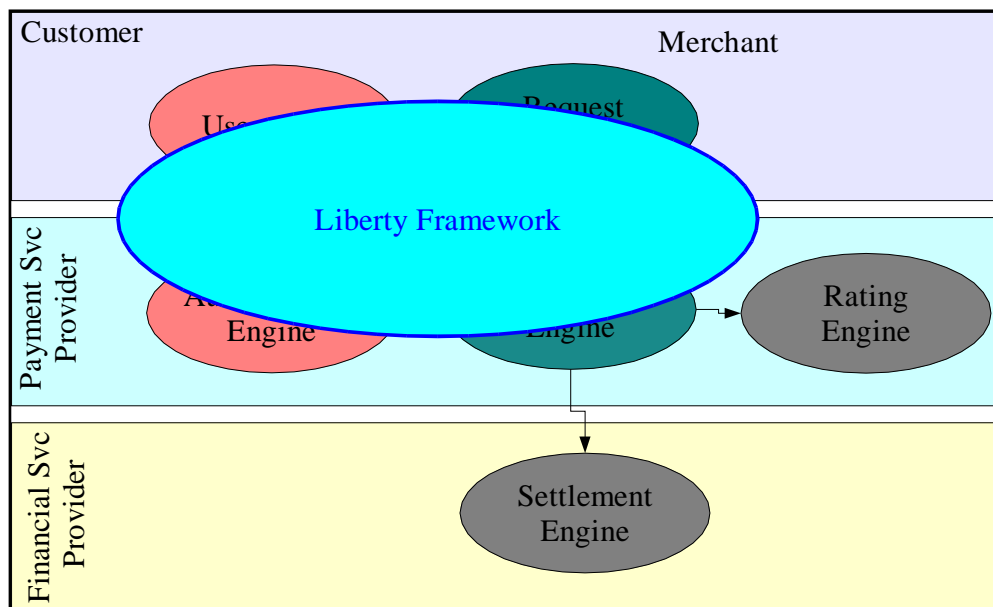 Customer
Merchant
Request
Liberty Framework
Payment Svc
Provider
Engine
Engine
Rating
Engine
Financial Svc
Provider
Settlement
Engine